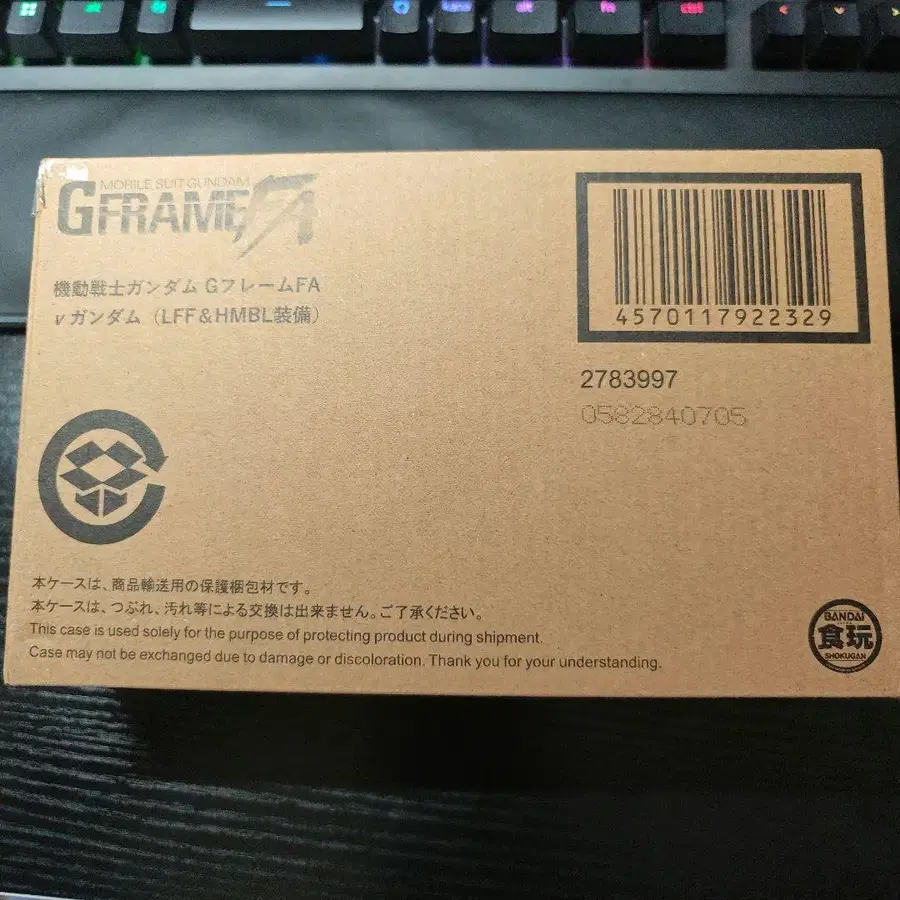 MOBILE SUIT GUNDAM
GFRAME FA
機動戦士ガンダム GフレームFA
νガンダム（LFF&HMBL装備）
4570117922329
2783997
0582840705
本ケースは、商品輸送用の保護梱包材です。
本ケースは、つぶれ、汚れ等による交換は出来ません。ご了承ください。
This case is used solely for the purpose of protecting product during shipment.
Case may not be exchanged due to damage or discoloration. Thank you for your understanding.
BANDAI
食玩
SHOKUGAN
alt
fn
ctrl